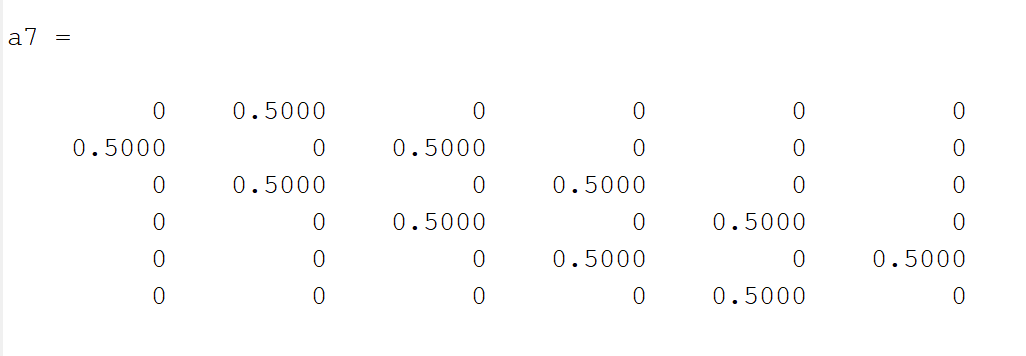 a7 =
0 0.5000 0 0 0 0
0.5000 0 0.5000 0 0 0
0 0.5000 0 0.5000 0 0
0 0 0.5000 0 0.5000 0
0 0 0 0.5000 0 0.5000
0 0 0 0 0.5000 0